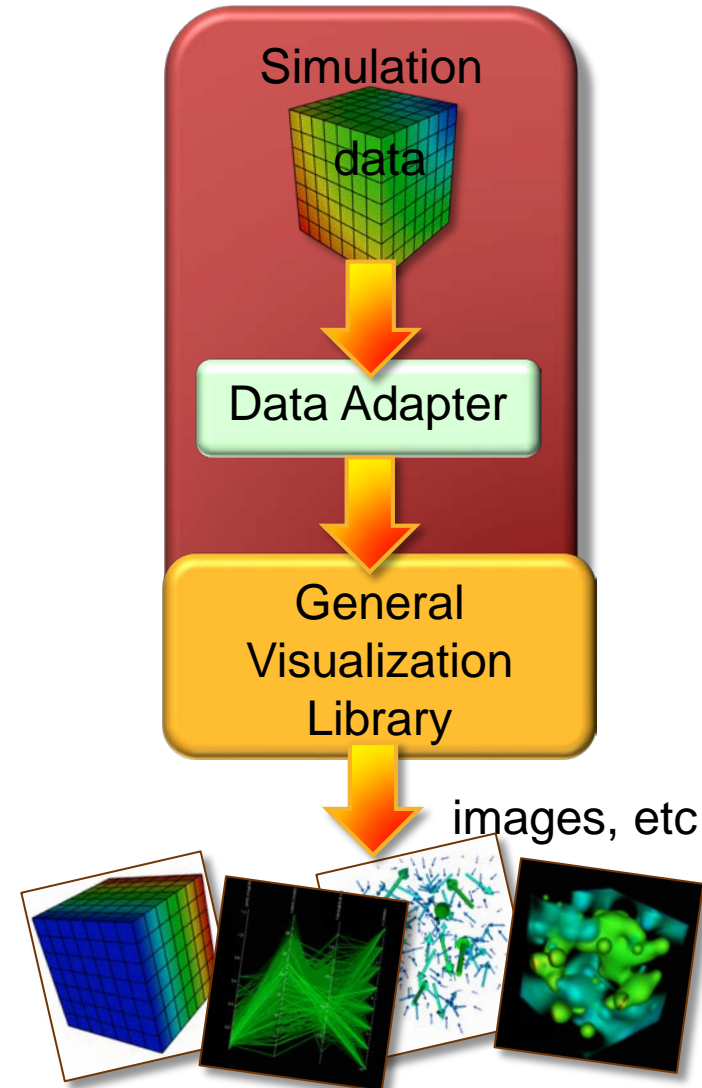 Simulation
data
Data Adapter
General
Visualization
Library
images, etc